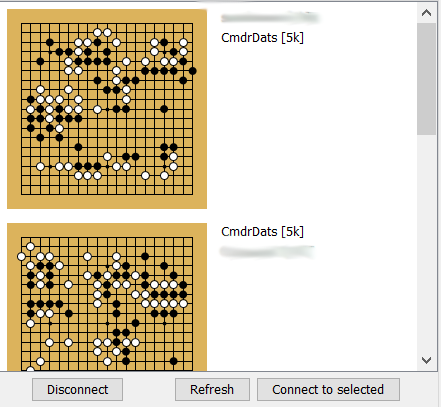 CmdrDats [5k]
CmdrDats [5k]
Disconnect
Refresh
Connect to selected